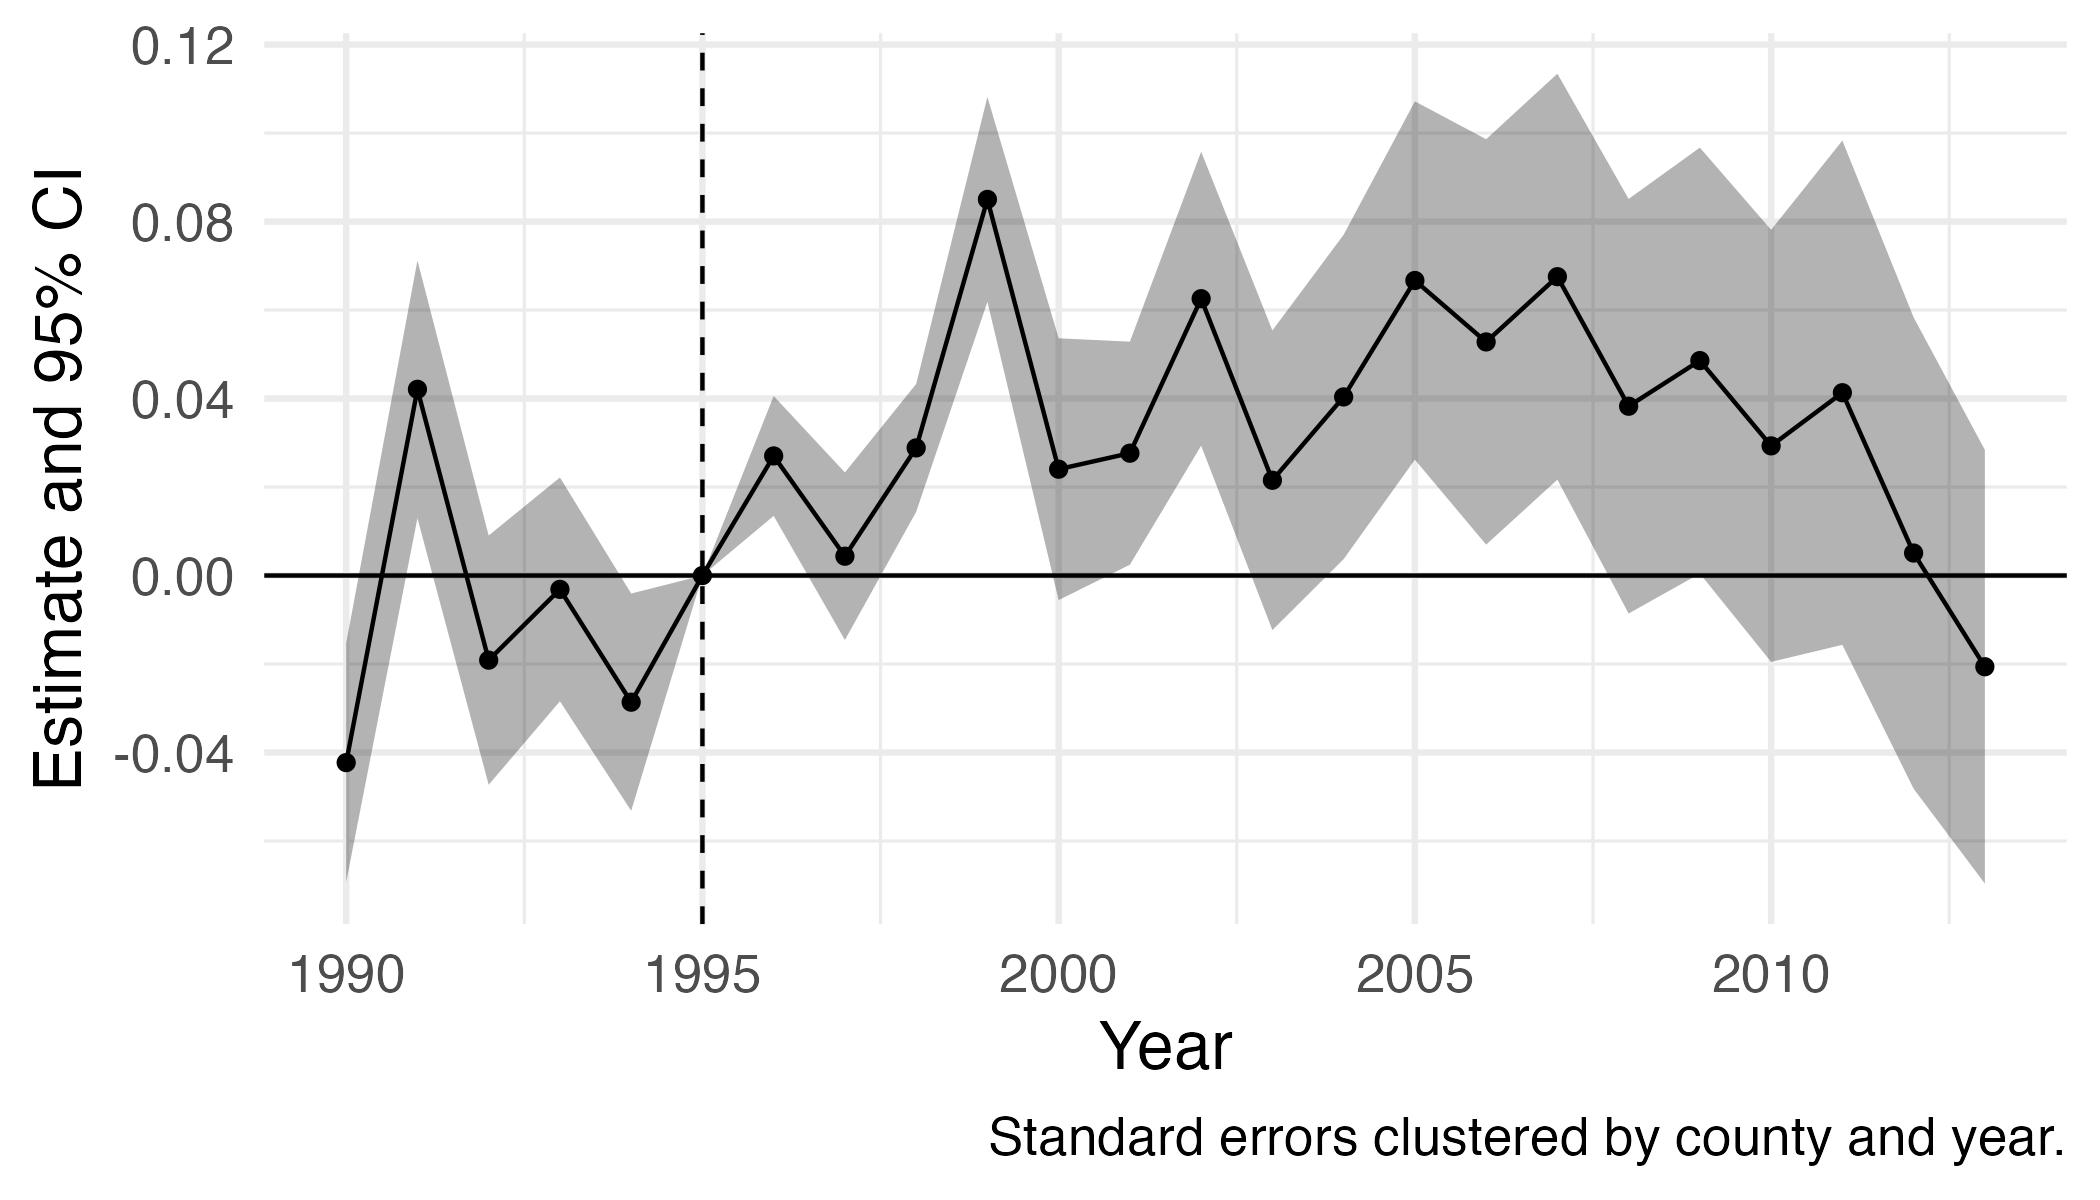 0.12
0.08
0.04
0.00
-0.04
Estimate and 95% CI
1990 1995 2000 2005 2010
Year
Standard errors clustered by county and year.